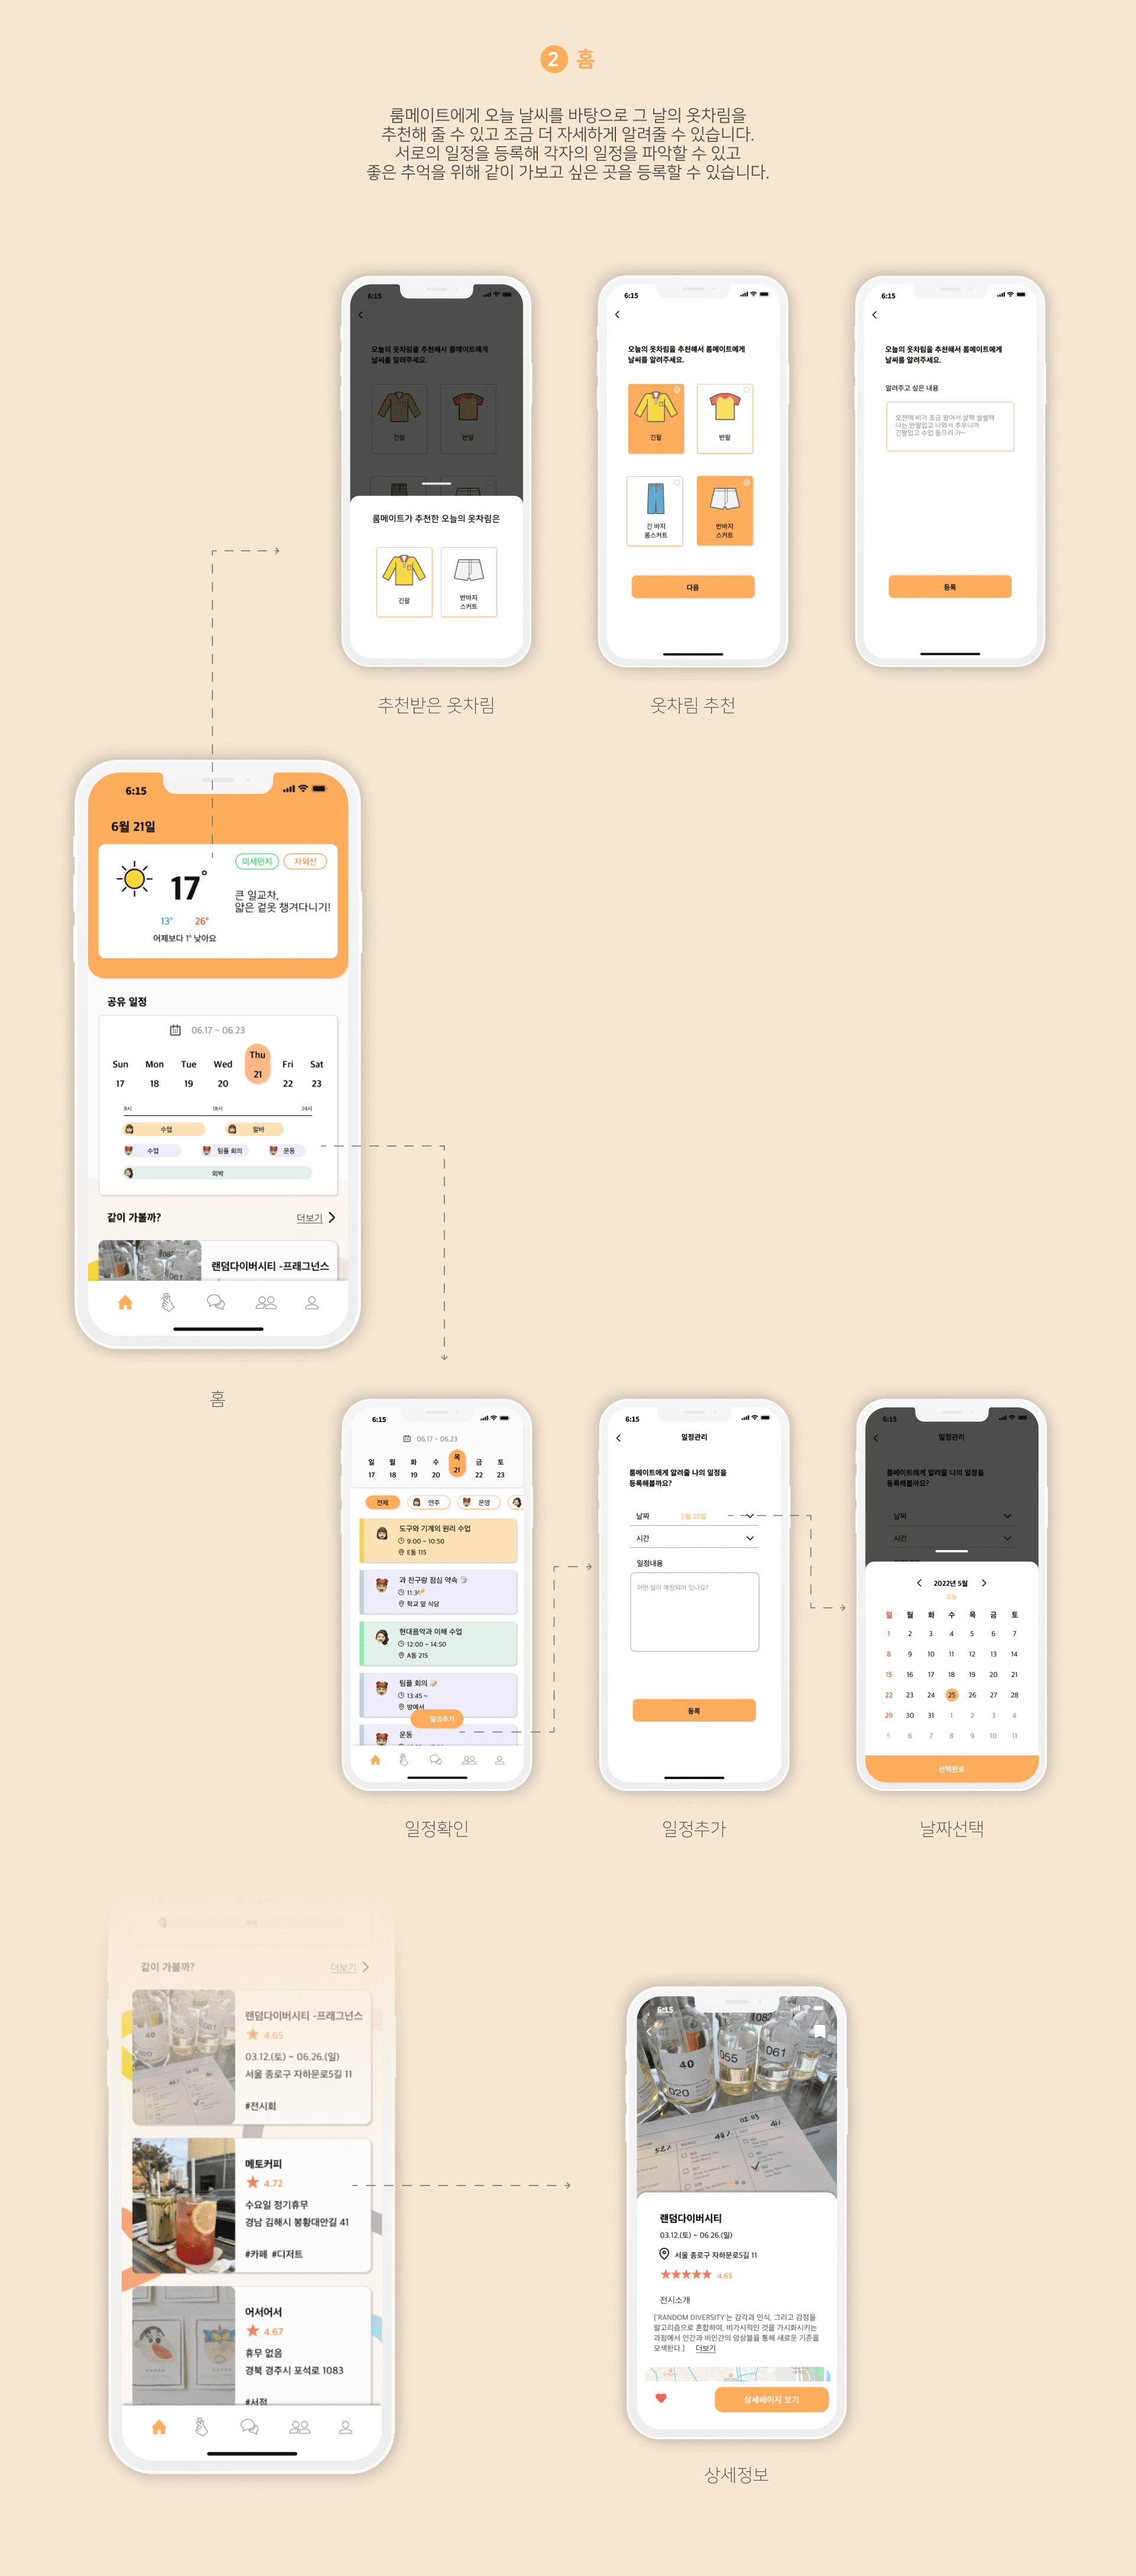 2 홈
룸메이트에게 오늘 날씨를 바탕으로 그 날의 옷차림을
추천해 줄 수 있고 조금 더 자세하게 알려줄 수 있습니다.
서로의 일정을 등록해 각자의 일정을 파악할 수 있고
좋은 추억을 위해 같이 가보고 싶은 곳을 등록할 수 있습니다.
6:15
오늘의 옷차림을 추천해서 룸메이트에게
날씨를 알려주세요.
긴팔
반팔
룸메이트가 추천한 오늘의 옷차림은
긴팔
반바지
스커트
추천받은 옷차림
6:15
오늘의 옷차림을 추천해서 룸메이트에게
날씨를 알려주세요.
긴팔
반팔
긴 바지
롱스커트
반바지
스커트
다음
옷차림 추천
6:15
오늘의 옷차림을 추천해서 룸메이트에게
날씨를 알려주세요.
알려주고 싶은 내용
오전에 비가 조금 왔어서 살짝 쌀쌀해
나는 반팔입고 나와서 추우니까
긴팔입고 수업 들으러 가~
등록
6:15
6월 21일
17°
미세먼지
자외선
큰 일교차,
얇은 겉옷 챙겨다니기!
13° 26°
어제보다 1° 낮아요
공유 일정
06.17 ~ 06.23
Sun Mon Tue Wed Thu Fri Sat
17 18 19 20 21 22 23
9시 18시 24시
수업 알바
수업 팀플 회의 운동
외박
같이 가볼까? 더보기
랜덤다이버시티 -프래그넌스
홈
6:15
06.17 ~ 06.23
일 월 화 수 목 금 토
17 18 19 20 21 22 23
전체 연주 은영
도구와 기계의 원리 수업
9:00 ~ 10:50
E동 115
과 친구랑 점심 약속
11:3
학교 앞 식당
현대음악과 이해 수업
12:00 ~ 14:50
A동 215
팀플 회의
13:45 ~
방에서
일정추가
운동
일정확인
6:15
일정관리
룸메이트에게 알려줄 나의 일정을
등록해볼까요?
날짜 5월 25일
시간
일정내용
어떤 일이 예정되어 있나요?
등록
일정추가
6:15
일정관리
룸메이트에게 알려줄 나의 일정을
등록해볼까요?
날짜
시간
2022년 5월
오늘
일 월 화 수 목 금 토
1 2 3 4 5 6 7
8 9 10 11 12 13 14
15 16 17 18 19 20 21
22 23 24 25 26 27 28
29 30 31 1 2 3 4
5 6 7 8 9 10 11
선택완료
날짜선택
같이 가볼까? 더보기
랜덤다이버시티 -프래그넌스
4.65
03.12.(토) ~ 06.26.(일)
서울 종로구 자하문로5길 11
#전시회
메토커피
4.72
수요일 정기휴무
경남 김해시 봉황대안길 41
#카페 #디저트
어서어서
4.67
휴무 없음
경북 경주시 포석로 1083
#서점
6:15
1082
40
055
061
020
02:03
랜덤다이버시티
03.12.(토) ~ 06.26.(일)
서울 종로구 자하문로5길 11
4.65
전시소개
['RANDOM DIVERSITY'는 감각과 인식, 그리고 감정을
알고리즘으로 혼합하여, 비가시적인 것을 가시화시키는
과정에서 인간과 비인간의 앙상블을 통해 새로운 기준을
모색한다.] 더보기
상세페이지 보기
상세정보